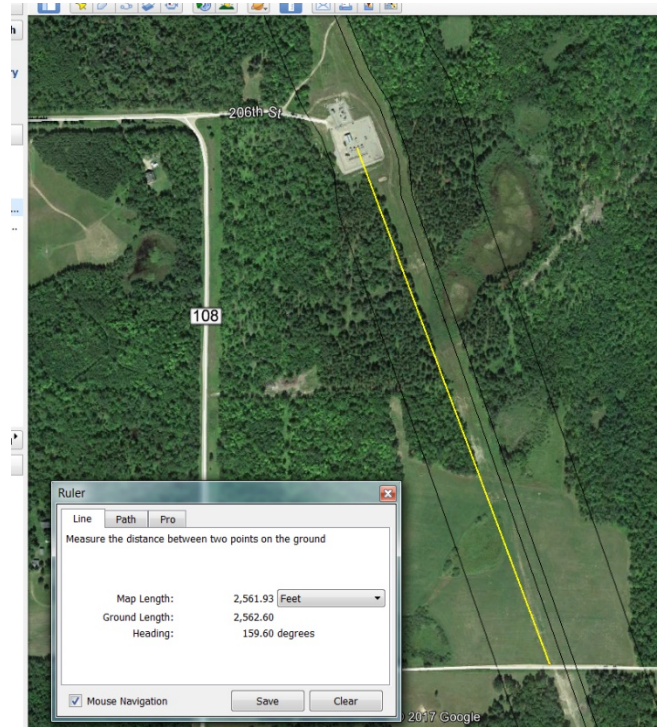 h
ry
...
..
206th St
108
Ruler
Line Path Pro
Measure the distance between two points on the ground
Map Length: 2,561.93 Feet
Ground Length: 2,562.60
Heading: 159.60 degrees
Mouse Navigation Save Clear
2017 Google